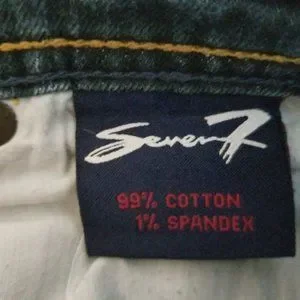 Seven7
99% COTTON
1% SPANDEX